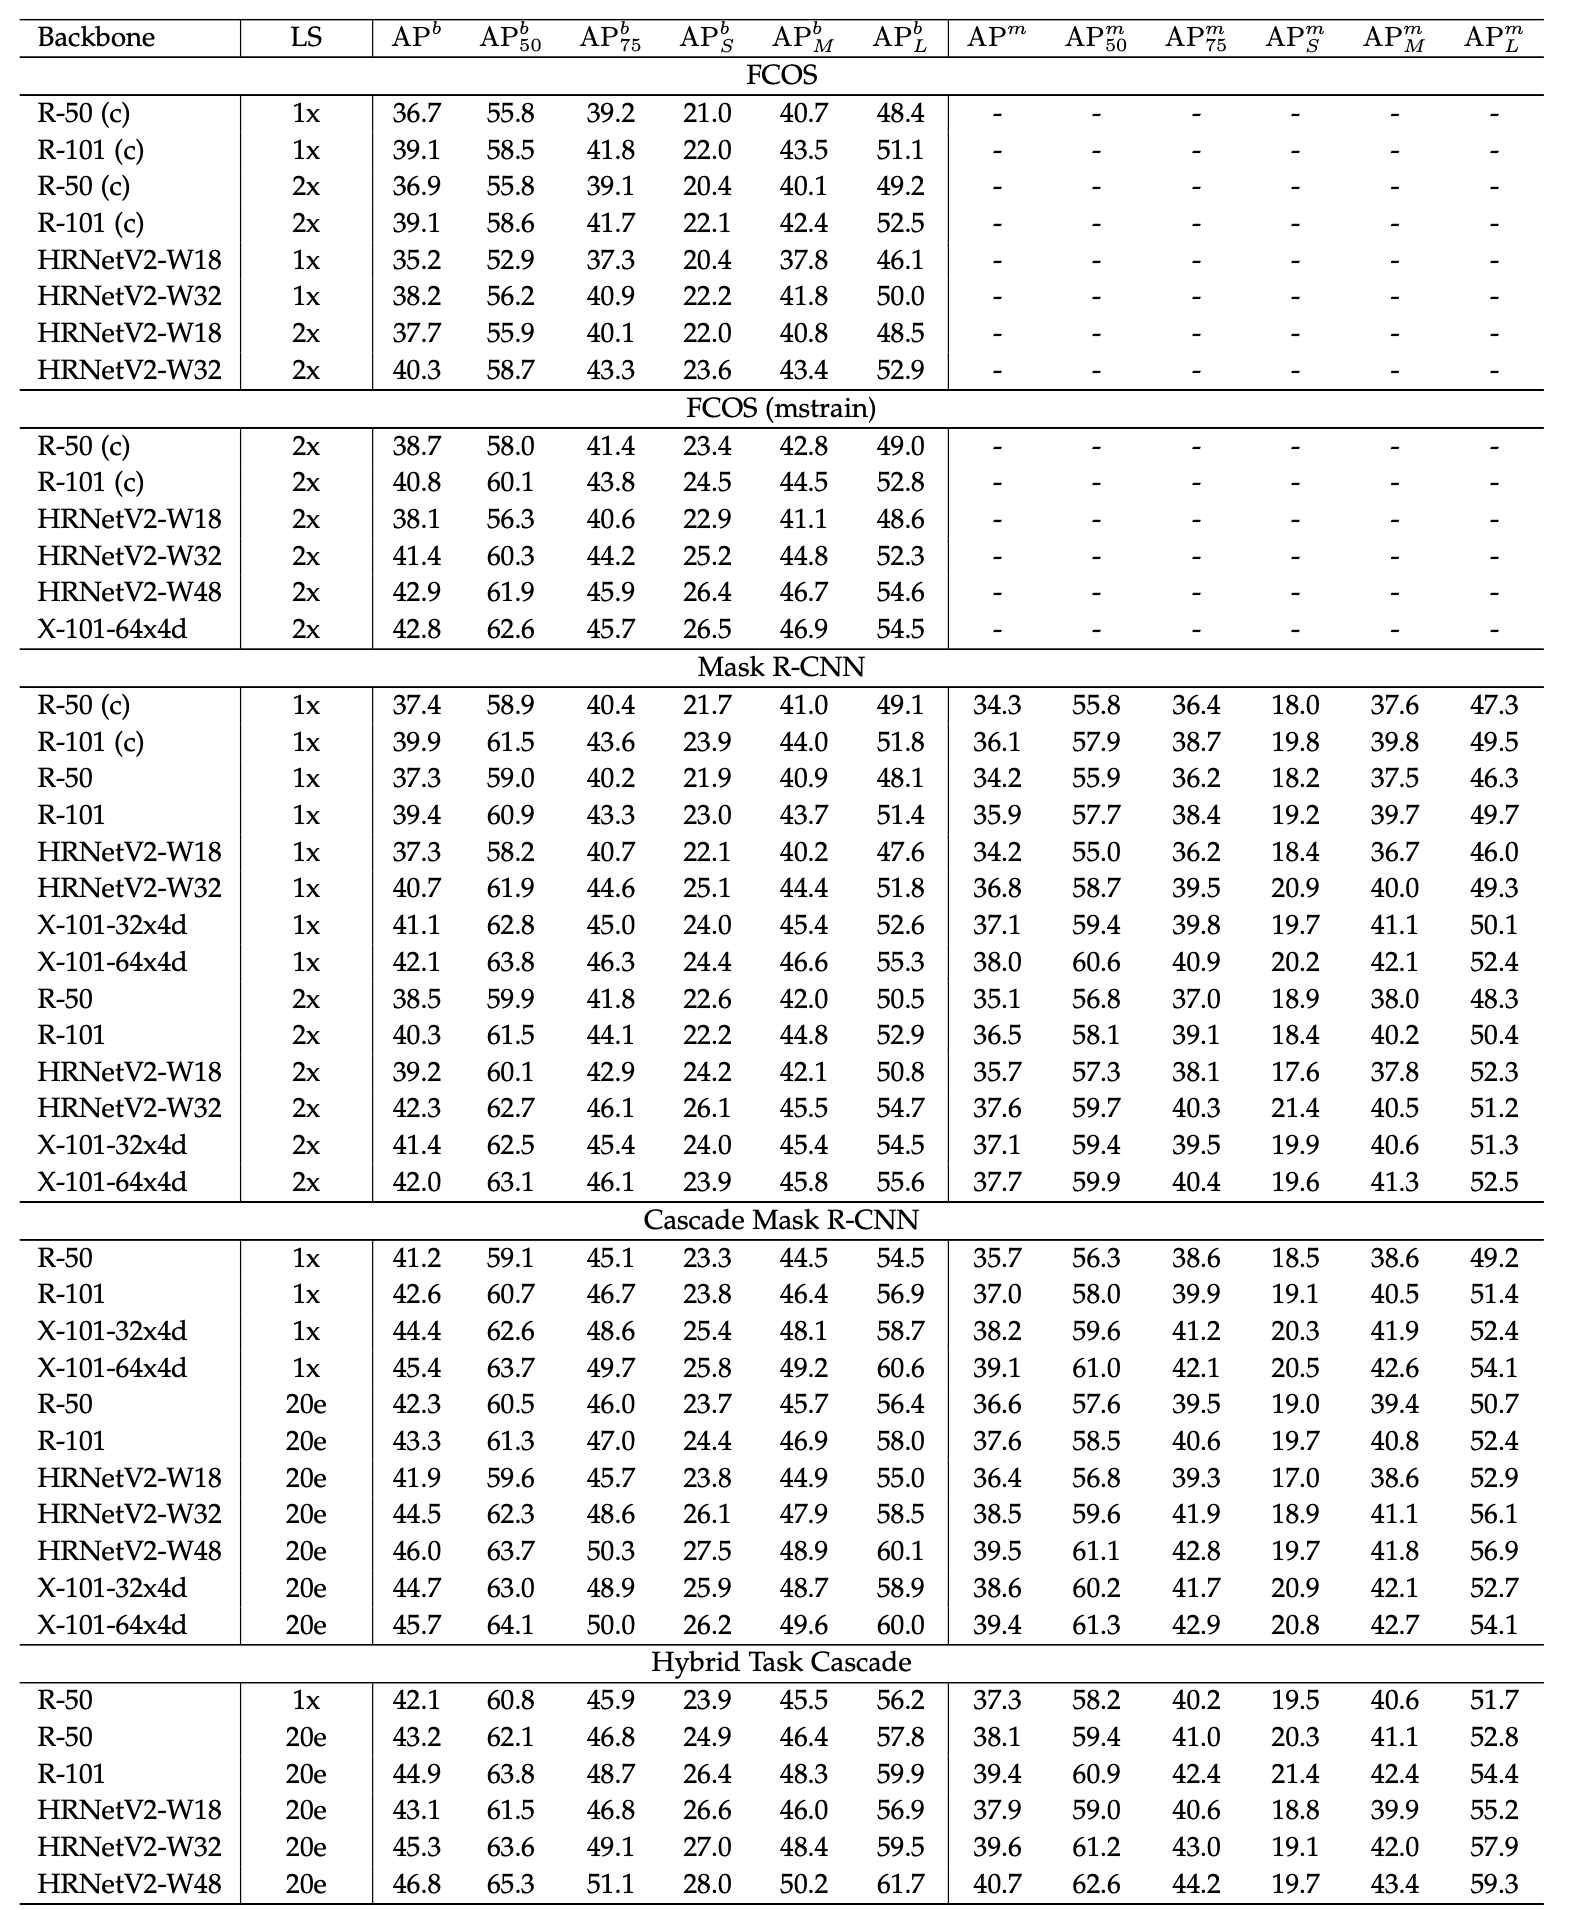 Backbone LS AP^b AP^b_50 AP^b_75 AP^b_S AP^b_M AP^b_L AP^m AP^m_50 AP^m_75 AP^m_S AP^m_M AP^m_L
FCOS
R-50 (c) 1x 36.7 55.8 39.2 21.0 40.7 48.4 - - - - - -
R-101 (c) 1x 39.1 58.5 41.8 22.0 43.5 51.1 - - - - - -
R-50 (c) 2x 36.9 55.8 39.1 20.4 40.1 49.2 - - - - - -
R-101 (c) 2x 39.1 58.6 41.7 22.1 42.4 52.5 - - - - - -
HRNetV2-W18 1x 35.2 52.9 37.3 20.4 37.8 46.1 - - - - - -
HRNetV2-W32 1x 38.2 56.2 40.9 22.2 41.8 50.0 - - - - - -
HRNetV2-W18 2x 37.7 55.9 40.1 22.0 40.8 48.5 - - - - - -
HRNetV2-W32 2x 40.3 58.7 43.3 23.6 43.4 52.9 - - - - - -
FCOS (mstrain)
R-50 (c) 2x 38.7 58.0 41.4 23.4 42.8 49.0 - - - - - -
R-101 (c) 2x 40.8 60.1 43.8 24.5 44.5 52.8 - - - - - -
HRNetV2-W18 2x 38.1 56.3 40.6 22.9 41.1 48.6 - - - - - -
HRNetV2-W32 2x 41.4 60.3 44.2 25.2 44.8 52.3 - - - - - -
HRNetV2-W48 2x 42.9 61.9 45.9 26.4 46.7 54.6 - - - - - -
X-101-64x4d 2x 42.8 62.6 45.7 26.5 46.9 54.5 - - - - - -
Mask R-CNN
R-50 (c) 1x 37.4 58.9 40.4 21.7 41.0 49.1 34.3 55.8 36.4 18.0 37.6 47.3
R-101 (c) 1x 39.9 61.5 43.6 23.9 44.0 51.8 36.1 57.9 38.7 19.8 39.8 49.5
R-50 1x 37.3 59.0 40.2 21.9 40.9 48.1 34.2 55.9 36.2 18.2 37.5 46.3
R-101 1x 39.4 60.9 43.3 23.0 43.7 51.4 35.9 57.7 38.4 19.2 39.7 49.7
HRNetV2-W18 1x 37.3 58.2 40.7 22.1 40.2 47.6 34.2 55.0 36.2 18.4 36.7 46.0
HRNetV2-W32 1x 40.7 61.9 44.6 25.1 44.4 51.8 36.8 58.7 39.5 20.9 40.0 49.3
X-101-32x4d 1x 41.1 62.8 45.0 24.0 45.4 52.6 37.1 59.4 39.8 19.7 41.1 50.1
X-101-64x4d 1x 42.1 63.8 46.3 24.4 46.6 55.3 38.0 60.6 40.9 20.2 42.1 52.4
R-50 2x 38.5 59.9 41.8 22.6 42.0 50.5 35.1 56.8 37.0 18.9 38.0 48.3
R-101 2x 40.3 61.5 44.1 22.2 44.8 52.9 36.5 58.1 39.1 18.4 40.2 50.4
HRNetV2-W18 2x 39.2 60.1 42.9 24.2 42.1 50.8 35.7 57.3 38.1 17.6 37.8 52.3
HRNetV2-W32 2x 42.3 62.7 46.1 26.1 45.5 54.7 37.6 59.7 40.3 21.4 40.5 51.2
X-101-32x4d 2x 41.4 62.5 45.4 24.0 45.4 54.5 37.1 59.4 39.5 19.9 40.6 51.3
X-101-64x4d 2x 42.0 63.1 46.1 23.9 45.8 55.6 37.7 59.9 40.4 19.6 41.3 52.5
Cascade Mask R-CNN
R-50 1x 41.2 59.1 45.1 23.3 44.5 54.5 35.7 56.3 38.6 18.5 38.6 49.2
R-101 1x 42.6 60.7 46.7 23.8 46.4 56.9 37.0 58.0 39.9 19.1 40.5 51.4
X-101-32x4d 1x 44.4 62.6 48.6 25.4 48.1 58.7 38.2 59.6 41.2 20.3 41.9 52.4
X-101-64x4d 1x 45.4 63.7 49.7 25.8 49.2 60.6 39.1 61.0 42.1 20.5 42.6 54.1
R-50 20e 42.3 60.5 46.0 23.7 45.7 56.4 36.6 57.6 39.5 19.0 39.4 50.7
R-101 20e 43.3 61.3 47.0 24.4 46.9 58.0 37.6 58.5 40.6 19.7 40.8 52.4
HRNetV2-W18 20e 41.9 59.6 45.7 23.8 44.9 55.0 36.4 56.8 39.3 17.0 38.6 52.9
HRNetV2-W32 20e 44.5 62.3 48.6 26.1 47.9 58.5 38.5 59.6 41.9 18.9 41.1 56.1
HRNetV2-W48 20e 46.0 63.7 50.3 27.5 48.9 60.1 39.5 61.1 42.8 19.7 41.8 56.9
X-101-32x4d 20e 44.7 63.0 48.9 25.9 48.7 58.9 38.6 60.2 41.7 20.9 42.1 52.7
X-101-64x4d 20e 45.7 64.1 50.0 26.2 49.6 60.0 39.4 61.3 42.9 20.8 42.7 54.1
Hybrid Task Cascade
R-50 1x 42.1 60.8 45.9 23.9 45.5 56.2 37.3 58.2 40.2 19.5 40.6 51.7
R-50 20e 43.2 62.1 46.8 24.9 46.4 57.8 38.1 59.4 41.0 20.3 41.1 52.8
R-101 20e 44.9 63.8 48.7 26.4 48.3 59.9 39.4 60.9 42.4 21.4 42.4 54.4
HRNetV2-W18 20e 43.1 61.5 46.8 26.6 46.0 56.9 37.9 59.0 40.6 18.8 39.9 55.2
HRNetV2-W32 20e 45.3 63.6 49.1 27.0 48.4 59.5 39.6 61.2 43.0 19.1 42.0 57.9
HRNetV2-W48 20e 46.8 65.3 51.1 28.0 50.2 61.7 40.7 62.6 44.2 19.7 43.4 59.3